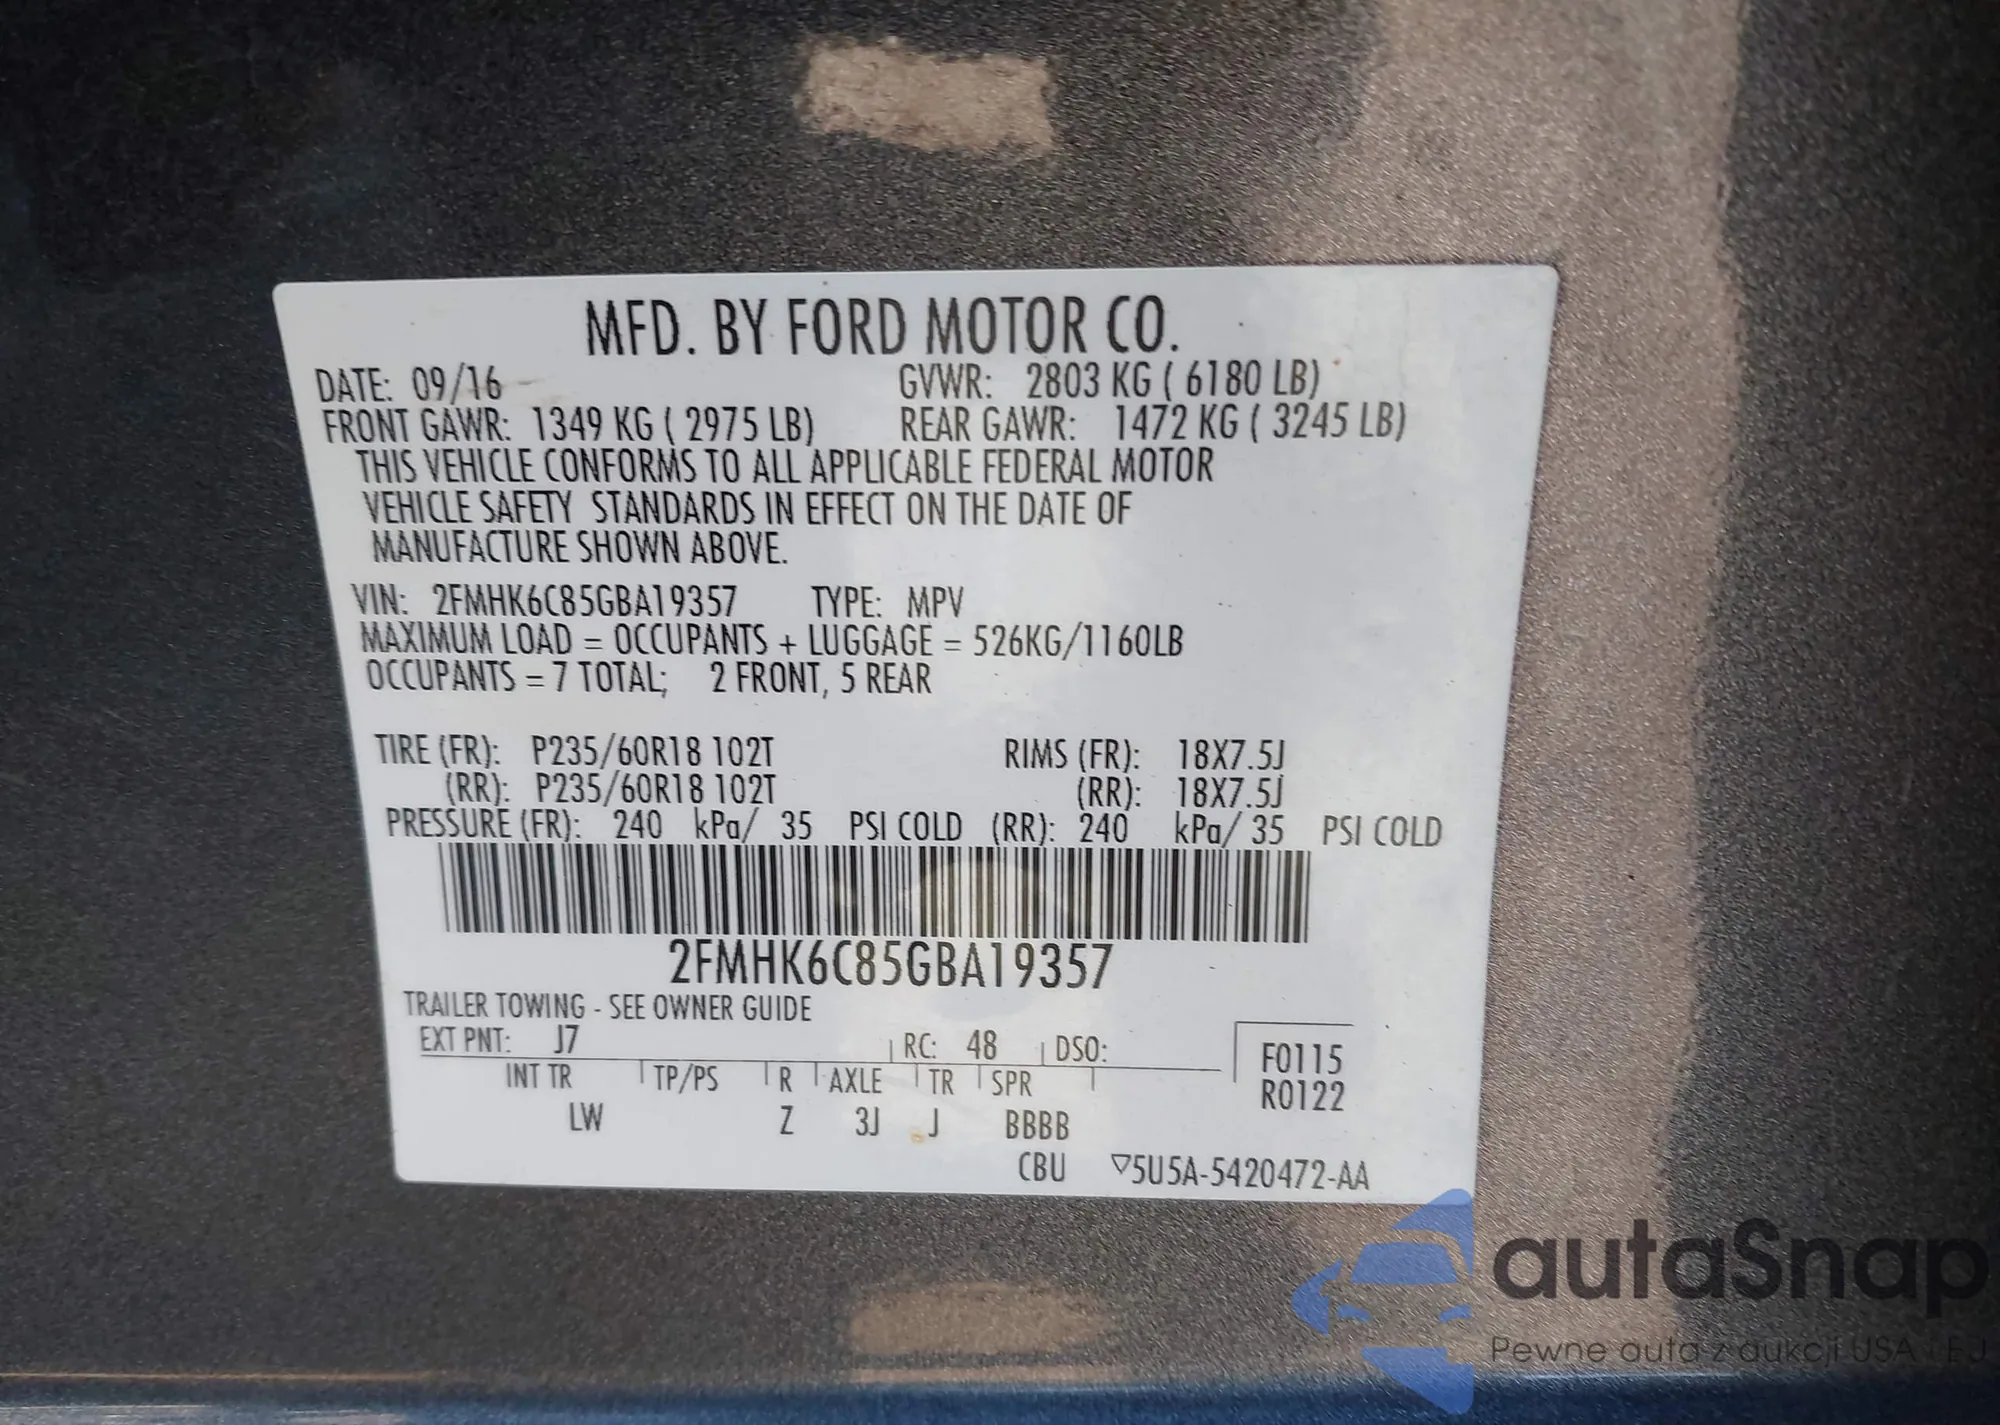 MFD. BY FORD MOTOR CO.
DATE: 09/16 GVWR: 2803 KG ( 6180 LB)
FRONT GAWR: 1349 KG ( 2975 LB) REAR GAWR: 1472 KG ( 3245 LB)
THIS VEHICLE CONFORMS TO ALL APPLICABLE FEDERAL MOTOR
VEHICLE SAFETY STANDARDS IN EFFECT ON THE DATE OF
MANUFACTURE SHOWN ABOVE.
VIN: 2FMHK6C85GBA19357 TYPE: MPV
MAXIMUM LOAD = OCCUPANTS + LUGGAGE = 526KG/1160LB
OCCUPANTS = 7 TOTAL; 2 FRONT, 5 REAR
TIRE (FR): P235/60R18 102T RIMS (FR): 18X7.5J
(RR): P235/60R18 102T (RR): 18X7.5J
PRESSURE (FR): 240 kPa/ 35 PSI COLD (RR): 240 kPa/ 35 PSI COLD
2FMHK6C85GBA19357
TRAILER TOWING - SEE OWNER GUIDE
EXT PNT: J7 RC: 48 DSO:
INT TR TP/PS R AXLE TR SPR
LW Z 3J J BBBB
F0115
R0122
CBU ▽5U5A-5420472-AA
autaSnap
Pewne auta z aukcji USA i EU